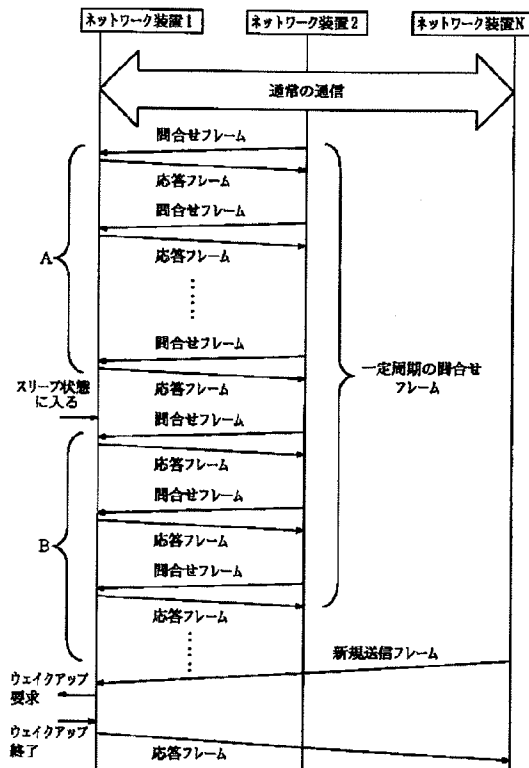 ネットワーク装置1
ネットワーク装置2
ネットワーク装置N
通常の通信
問合せフレーム
応答フレーム
問合せフレーム
応答フレーム
A
問合せフレーム
応答フレーム
一定周期の問合せ
フレーム
スリープ状態
に入る
問合せフレーム
応答フレーム
問合せフレーム
応答フレーム
B
問合せフレーム
応答フレーム
新規送信フレーム
ウェイクアップ
要求
ウェイクアップ
終了
応答フレーム